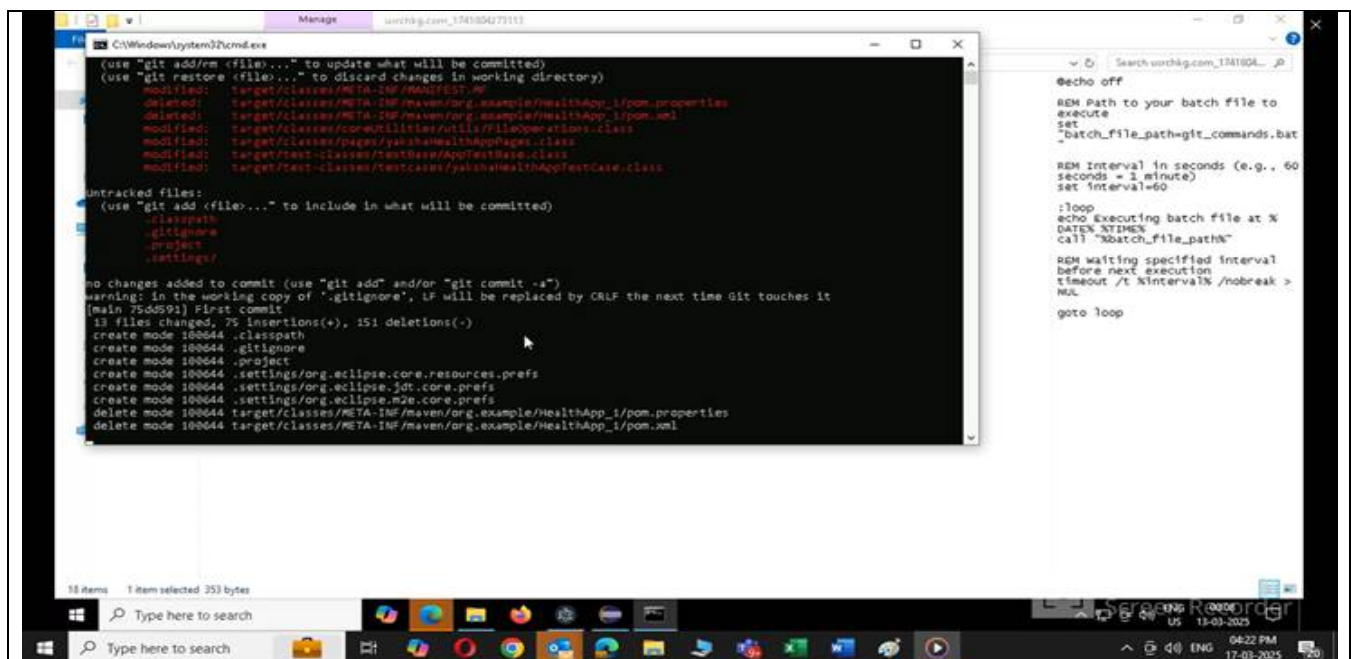 Manage
C:\Windows\system32\cmd.exe
(use "git add/rm <file>..." to update what will be committed)
(use "git restore <file>..." to discard changes in working directory)
modified: target/classes/META-INF/MANIFEST.MF
deleted: target/classes/META-INF/maven/org.example/HealthApp_1/pom.properties
deleted: target/classes/META-INF/maven/org.example/HealthApp_1/pom.xml
modified: target/classes/coreUtilities/utils/FileOperations.class
modified: target/classes/pages/yakshaHealthAppPages.class
modified: target/test-classes/testBase/AppTestBase.class
modified: target/test-classes/testcases/yakshaHealthAppTestCase.class
Untracked files:
(use "git add <file>..." to include in what will be committed)
.classpath
.gitignore
.project
.settings/
no changes added to commit (use "git add" and/or "git commit -a")
warning: in the working copy of '.gitignore', LF will be replaced by CRLF the next time Git touches it
[main 75dd591] First commit
13 files changed, 75 insertions(+), 151 deletions(-)
create mode 100644 .classpath
create mode 100644 .gitignore
create mode 100644 .project
create mode 100644 .settings/org.eclipse.core.resources.prefs
create mode 100644 .settings/org.eclipse.jdt.core.prefs
create mode 100644 .settings/org.eclipse.m2e.core.prefs
delete mode 100644 target/classes/META-INF/maven/org.example/HealthApp_1/pom.properties
delete mode 100644 target/classes/META-INF/maven/org.example/HealthApp_1/pom.xml
@echo off
REM Path to your batch file to
execute
set
"batch_file_path=git_commands.bat
"
REM Interval in seconds (e.g., 60
seconds = 1 minute)
set interval=60
:loop
echo Executing batch file at %
DATE% %TIME%
call "%batch_file_path%"
REM Waiting specified interval
before next execution
timeout /t %interval% /nobreak >
NUL
goto loop
18 items 1 item selected 353 bytes
Type here to search
Screen Recorder
ENG
US 13-03-2025
Type here to search
ENG
04:22 PM
17-03-2025